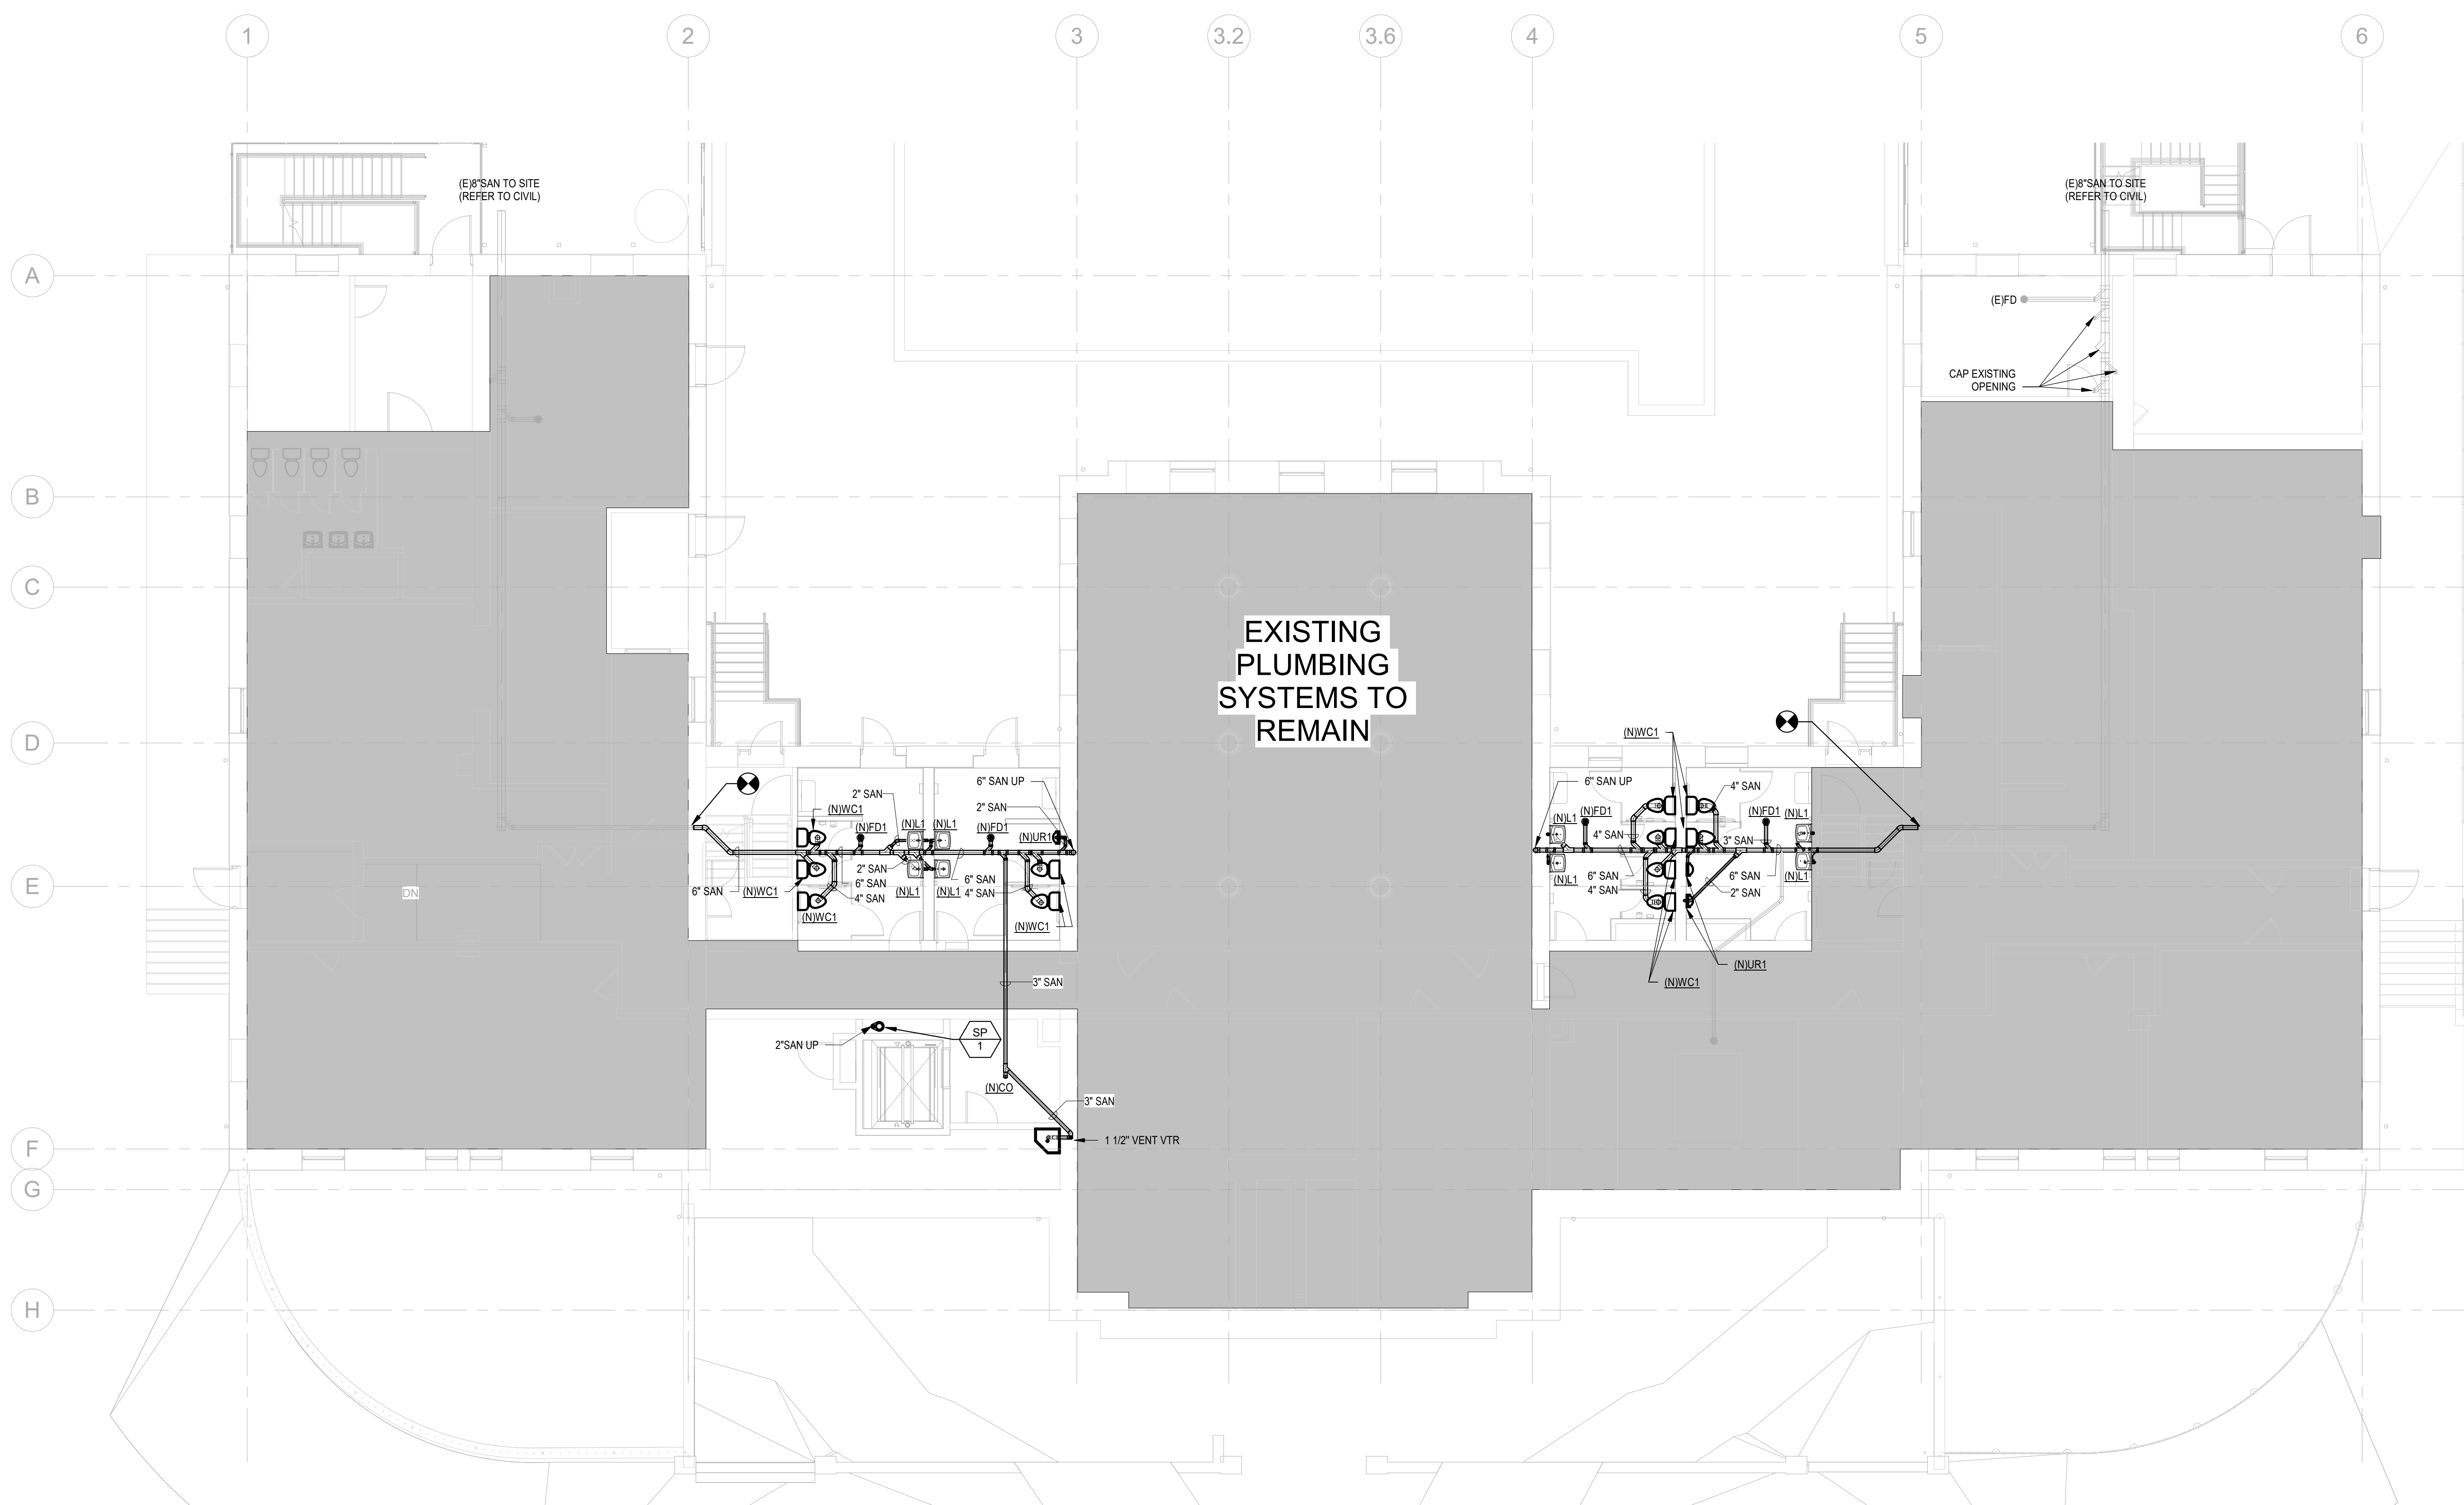 1
2
3
3.2
3.6
4
5
6
(E)8"SAN TO SITE
(REFER TO CIVIL)
(E)8"SAN TO SITE
(REFER TO CIVIL)
A
(E)FD
CAP EXISTING
OPENING
B
C
EXISTING
PLUMBING
SYSTEMS TO
REMAIN
D
6" SAN UP
2" SAN
2" SAN
(N)WC1
(N)FD1
(N)L1
(N)L1
(N)FD1
(N)UR1
2" SAN
6" SAN
(N)WC1
6" SAN
4" SAN
(N)L1
(N)L1
6" SAN
4" SAN
(N)WC1
(N)WC1
(N)WC1
6" SAN UP
4" SAN
(N)L1
(N)FD1
(N)FD1
(N)L1
4" SAN
3" SAN
(N)L1
6" SAN
4" SAN
6" SAN
2" SAN
(N)L1
(N)UR1
(N)WC1
E
DN
3" SAN
SP
1
2"SAN UP
(N)CO
3" SAN
1 1/2" VENT VTR
F
G
H